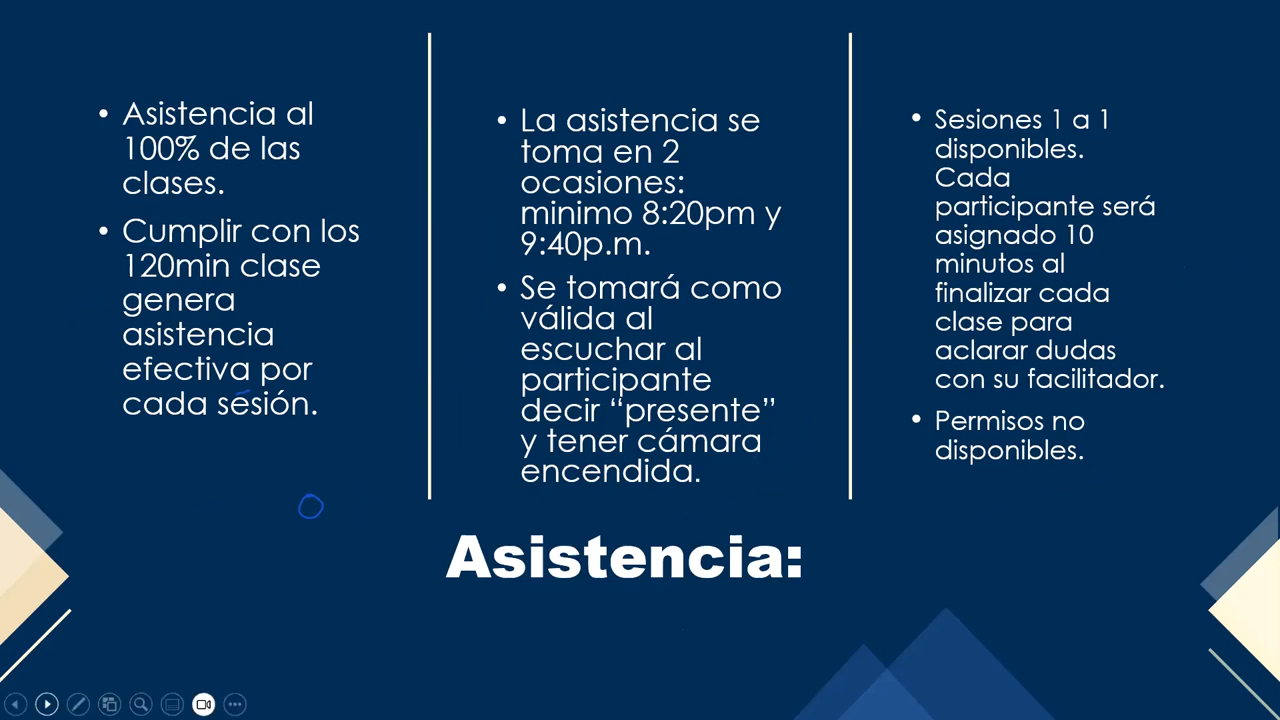 • Asistencia al
100% de las
clases.
• Cumplir con los
120min clase
genera
asistencia
efectiva por
cada sesión.
• La asistencia se
toma en 2
ocasiones:
minimo 8:20pm y
9:40p.m.
• Se tomará como
válida al
escuchar al
participante
decir “presente”
y tener cámara
encendida.
• Sesiones 1 a 1
disponibles.
Cada
participante será
asignado 10
minutos al
finalizar cada
clase para
aclarar dudas
con su facilitador.
• Permisos no
disponibles.
Asistencia: